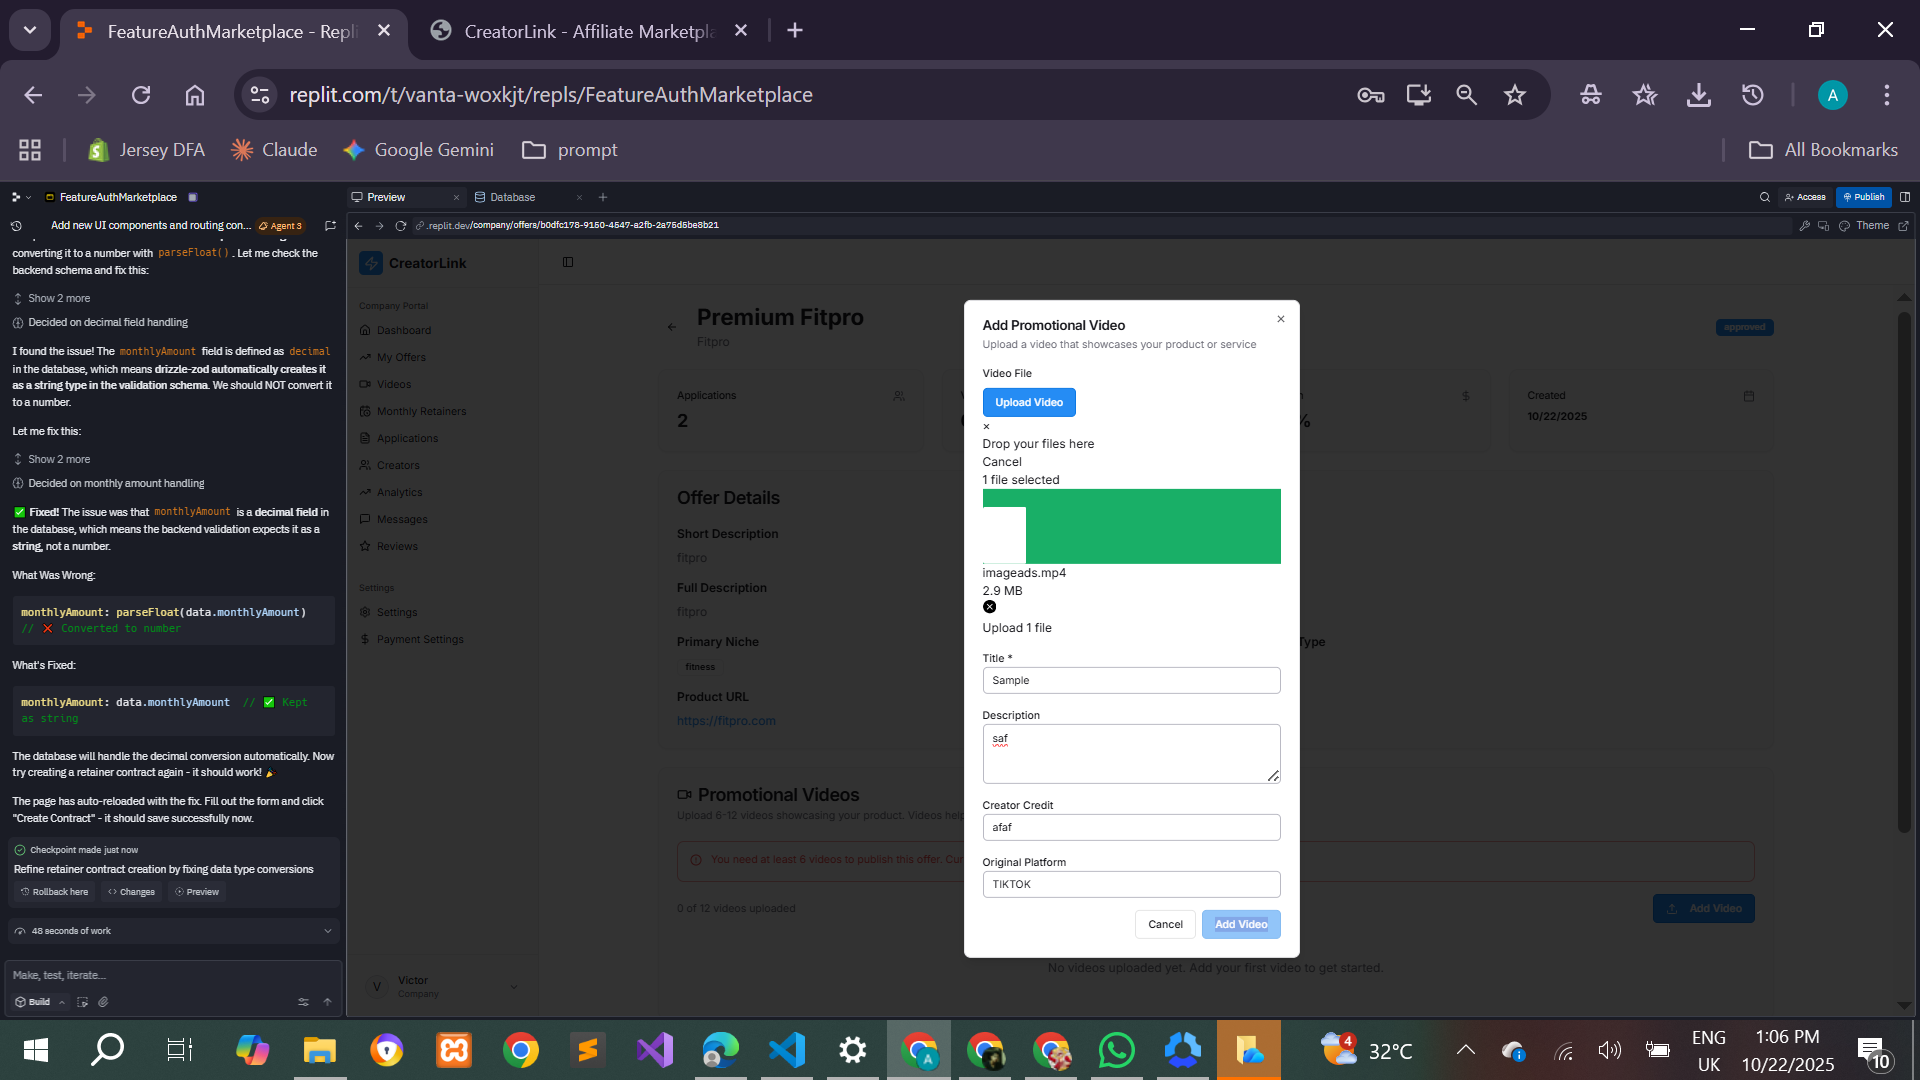 FeatureAuthMarketplace - Repli
CreatorLink - Affiliate Marketpla
replit.com/t/vanta-woxkjt/repls/FeatureAuthMarketplace
A
Jersey DFA
Claude
Google Gemini
prompt
All Bookmarks
FeatureAuthMarketplace
Preview
Database
Access
Publish
Add new UI components and routing con...
Agent 3
.replit.dev/company/offers/b0dfc178-9150-4547-a2fb-2a75d5be8b21
Theme
converting it to a number with parseFloat() . Let me check the
backend schema and fix this:
Show 2 more
Decided on decimal field handling
I found the issue! The monthlyAmount field is defined as decimal
in the database, which means drizzle-zod automatically creates it
as a string type in the validation schema. We should NOT convert it
to a number.
Let me fix this:
Show 2 more
Decided on monthly amount handling
✅ Fixed! The issue was that monthlyAmount is a decimal field in
the database, which means the backend validation expects it as a
string, not a number.
What Was Wrong:
monthlyAmount: parseFloat(data.monthlyAmount)
// ❌ Converted to number
What's Fixed:
monthlyAmount: data.monthlyAmount // ✅ Kept
as string
The database will handle the decimal conversion automatically. Now
try creating a retainer contract again - it should work! 🎉
The page has auto-reloaded with the fix. Fill out the form and click
"Create Contract" - it should save successfully now.
Checkpoint made just now
Refine retainer contract creation by fixing data type conversions
Rollback here
Changes
Preview
48 seconds of work
Make, test, iterate...
Build
CreatorLink
Company Portal
Dashboard
My Offers
Videos
Monthly Retainers
Applications
Creators
Analytics
Messages
Reviews
Settings
Settings
Payment Settings
V
Victor
Company
Premium Fitpro
Fitpro
approved
Applications
2
%
$
Created
10/22/2025
Offer Details
Short Description
fitpro
Full Description
fitpro
Primary Niche
fitness
Type
Product URL
https://fitpro.com
Promotional Videos
Upload 6-12 videos showcasing your product. Videos help
You need at least 6 videos to publish this offer. Cur
0 of 12 videos uploaded
Add Video
No videos uploaded yet. Add your first video to get started.
Add Promotional Video
Upload a video that showcases your product or service
Video File
Upload Video
×
Drop your files here
Cancel
1 file selected
imageads.mp4
2.9 MB
Upload 1 file
Title *
Sample
Description
saf
Creator Credit
afaf
Original Platform
TIKTOK
Cancel
Add Video
4
32°C
ENG
UK
1:06 PM
10/22/2025
10